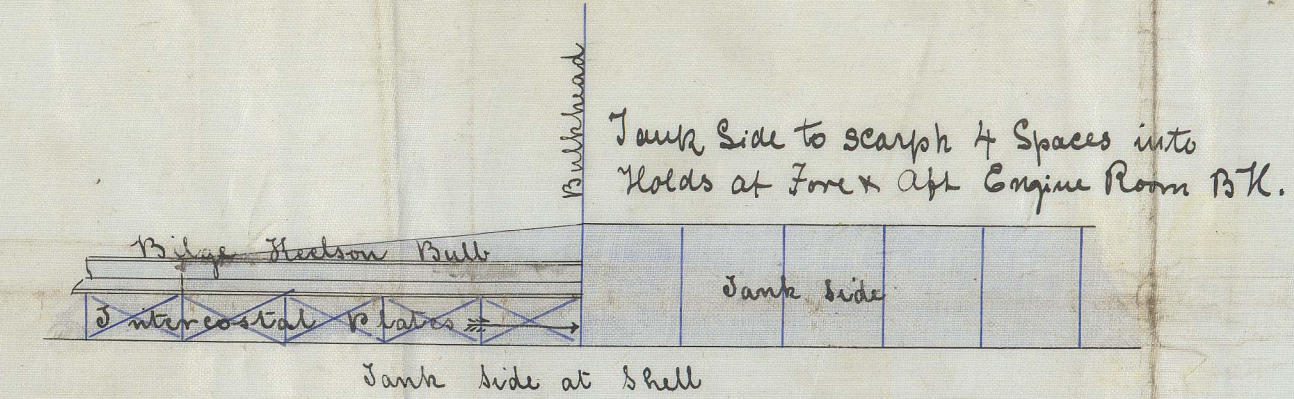 Bulkhead
Tank Side to scarph 4 Spaces into
Holds at Fore & Aft Engine Room BH.
Bilge Keelson Bulb
Tank Side
Intercostal Plates
Tank Side at Shell